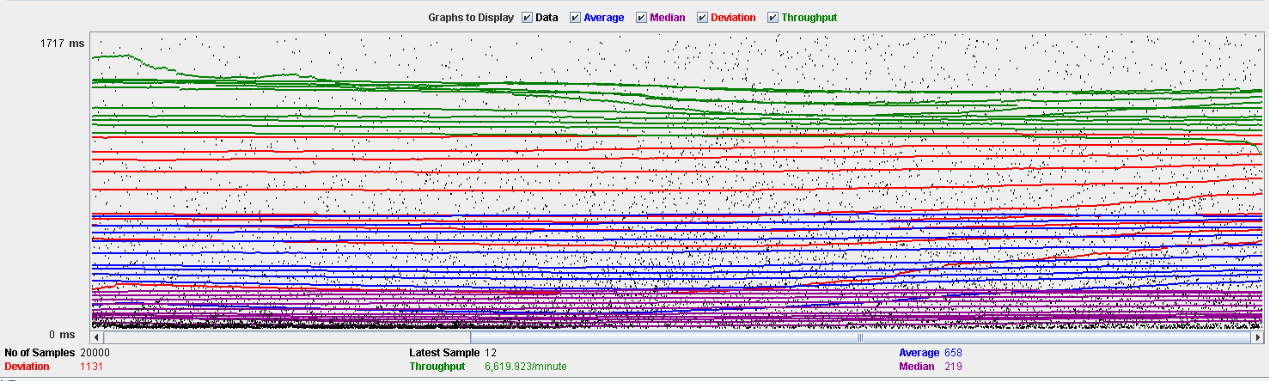 Graphs to Display Data Average Median Deviation Throughput
1717 ms
0 ms
No of Samples 20000 Latest Sample 12 Average 658
Deviation 1131 Throughput 6,619.923/minute Median 219